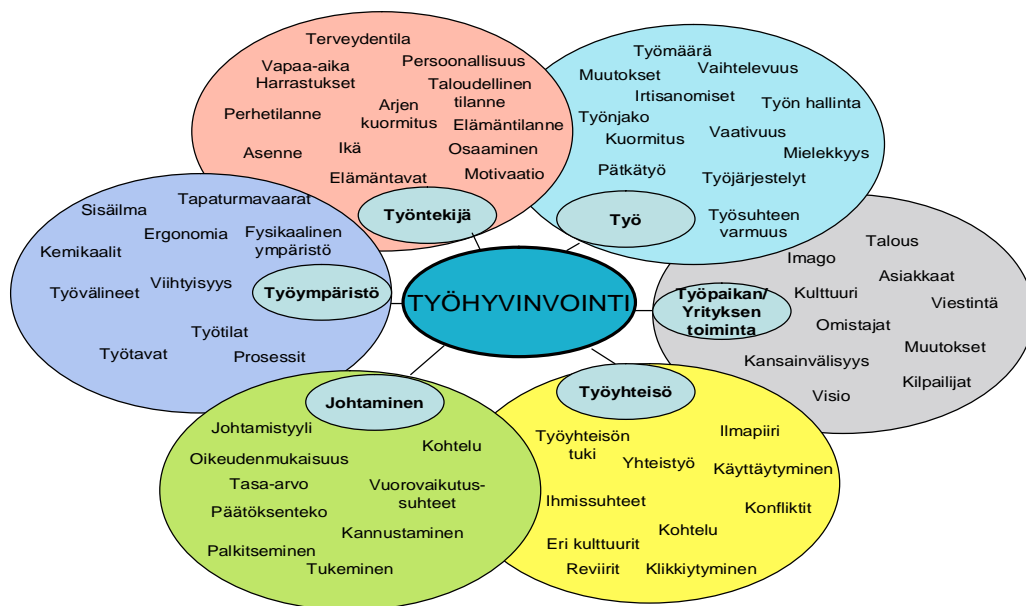 Terveydentila
Vapaa-aika
Harrastukset
Persoonallisuus
Taloudellinen
tilanne
Perhetilanne
Arjen
kuormitus
Elämäntilanne
Asenne
Ikä
Osaaminen
Elämäntavat
Motivaatio
Työntekijä
Työmäärä
Muutokset
Vaihtelevuus
Irtisanomiset
Työn hallinta
Työnjako
Kuormitus
Vaativuus
Mielekkyys
Pätkätyö
Työjärjestelyt
Työ
Työsuhteen
varmuus
Sisäilma
Tapaturmavaarat
Ergonomia
Fysikaalinen
ympäristö
Kemikaalit
Viihtyisyys
Työvälineet
Työympäristö
Työtilat
Työtavat
Prosessit
TYÖHYVINVOINTI
Talous
Imago
Asiakkaat
Kulttuuri
Viestintä
Työpaikan/
Yrityksen
toiminta
Omistajat
Muutokset
Kansainvälisyys
Kilpailijat
Visio
Johtaminen
Johtamistyyli
Kohtelu
Oikeudenmukaisuus
Tasa-arvo
Vuorovaikutus-
suhteet
Päätöksenteko
Kannustaminen
Palkitseminen
Tukeminen
Työyhteisö
Työyhteisön
tuki
Ilmapiiri
Yhteistyö
Käyttäytyminen
Ihmissuhteet
Konfliktit
Kohtelu
Eri kulttuurit
Reviirit
Klikkiytyminen